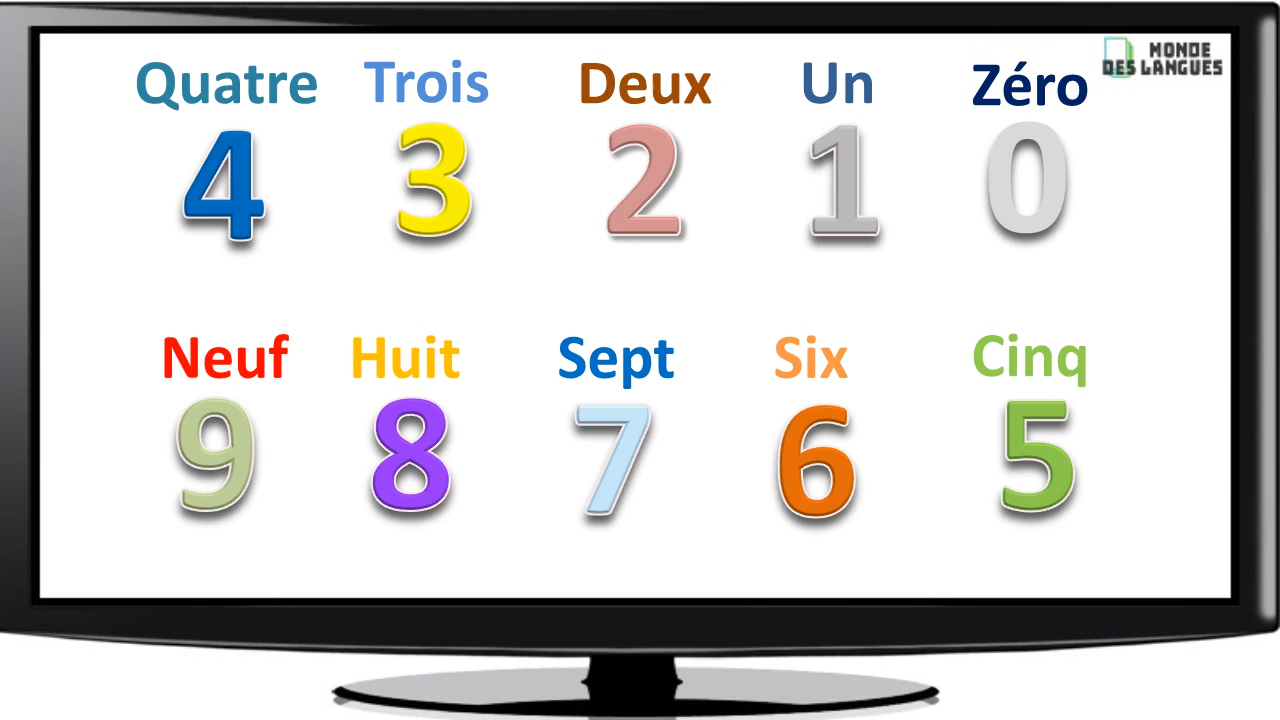 MONDE
DES LANGUES
Quatre Trois Deux Un Zéro
4 3 2 1 0
Neuf Huit Sept Six Cinq
9 8 7 6 5